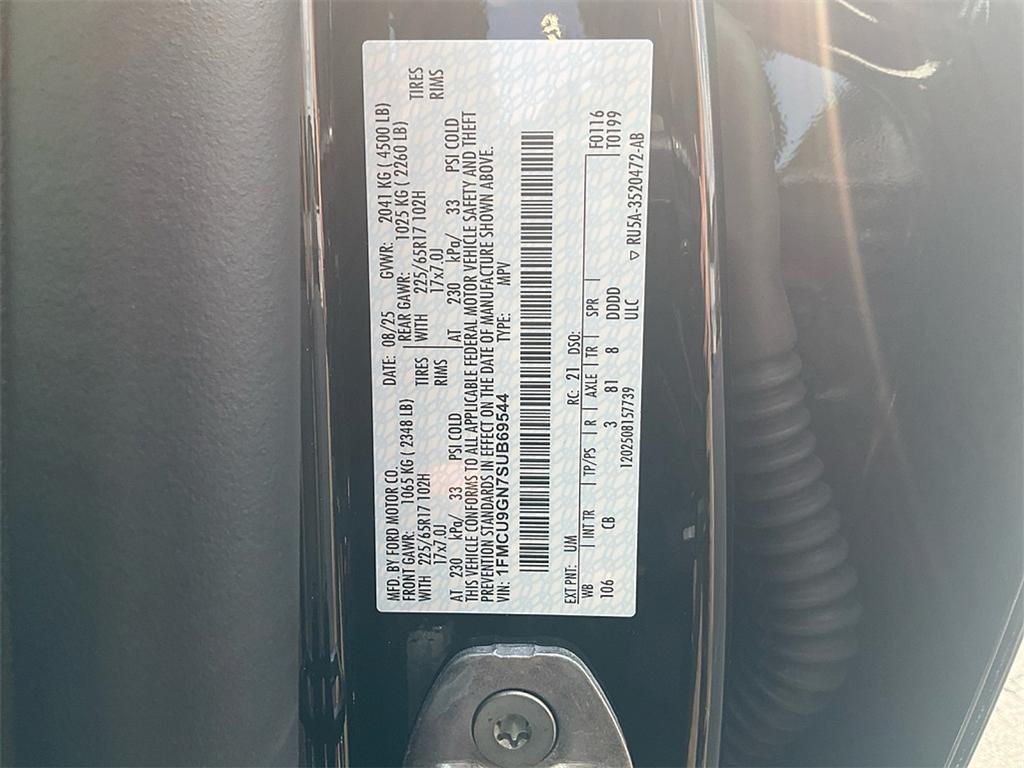 MFD. BY FORD MOTOR CO. DATE: 08/25 GVWR: 2041 KG ( 4500 LB)
FRONT GAWR: 1065KG ( 2348 LB) REAR GAWR: 1025 KG ( 2260 LB)
WITH 225/65R17 102H TIRES WITH 225/65R17 102H TIRES
17x7.0J RIMS 17x7.0J RIMS
AT 230 kPa/ 33 PSI COLD AT 230 kPa/ 33 PSI COLD
THIS VEHICLE CONFORMS TO ALL APPLICABLE FEDERAL MOTOR VEHICLE SAFETY AND THEFT
PREVENTION STANDARDS IN EFFECT ON THE DATE OF MANUFACTURE SHOWN ABOVE.
VIN: 1FMCU9GN7SUB69544 TYPE: MPV
EXT PNT: UM RC: 21 DSO: F0116
WB INT TR TP/PS R AXLE TR SPR T0199
106 CB 3 B1 8 DDDD
ULC
1202508157739 ▽ RU5A-3520472-AB